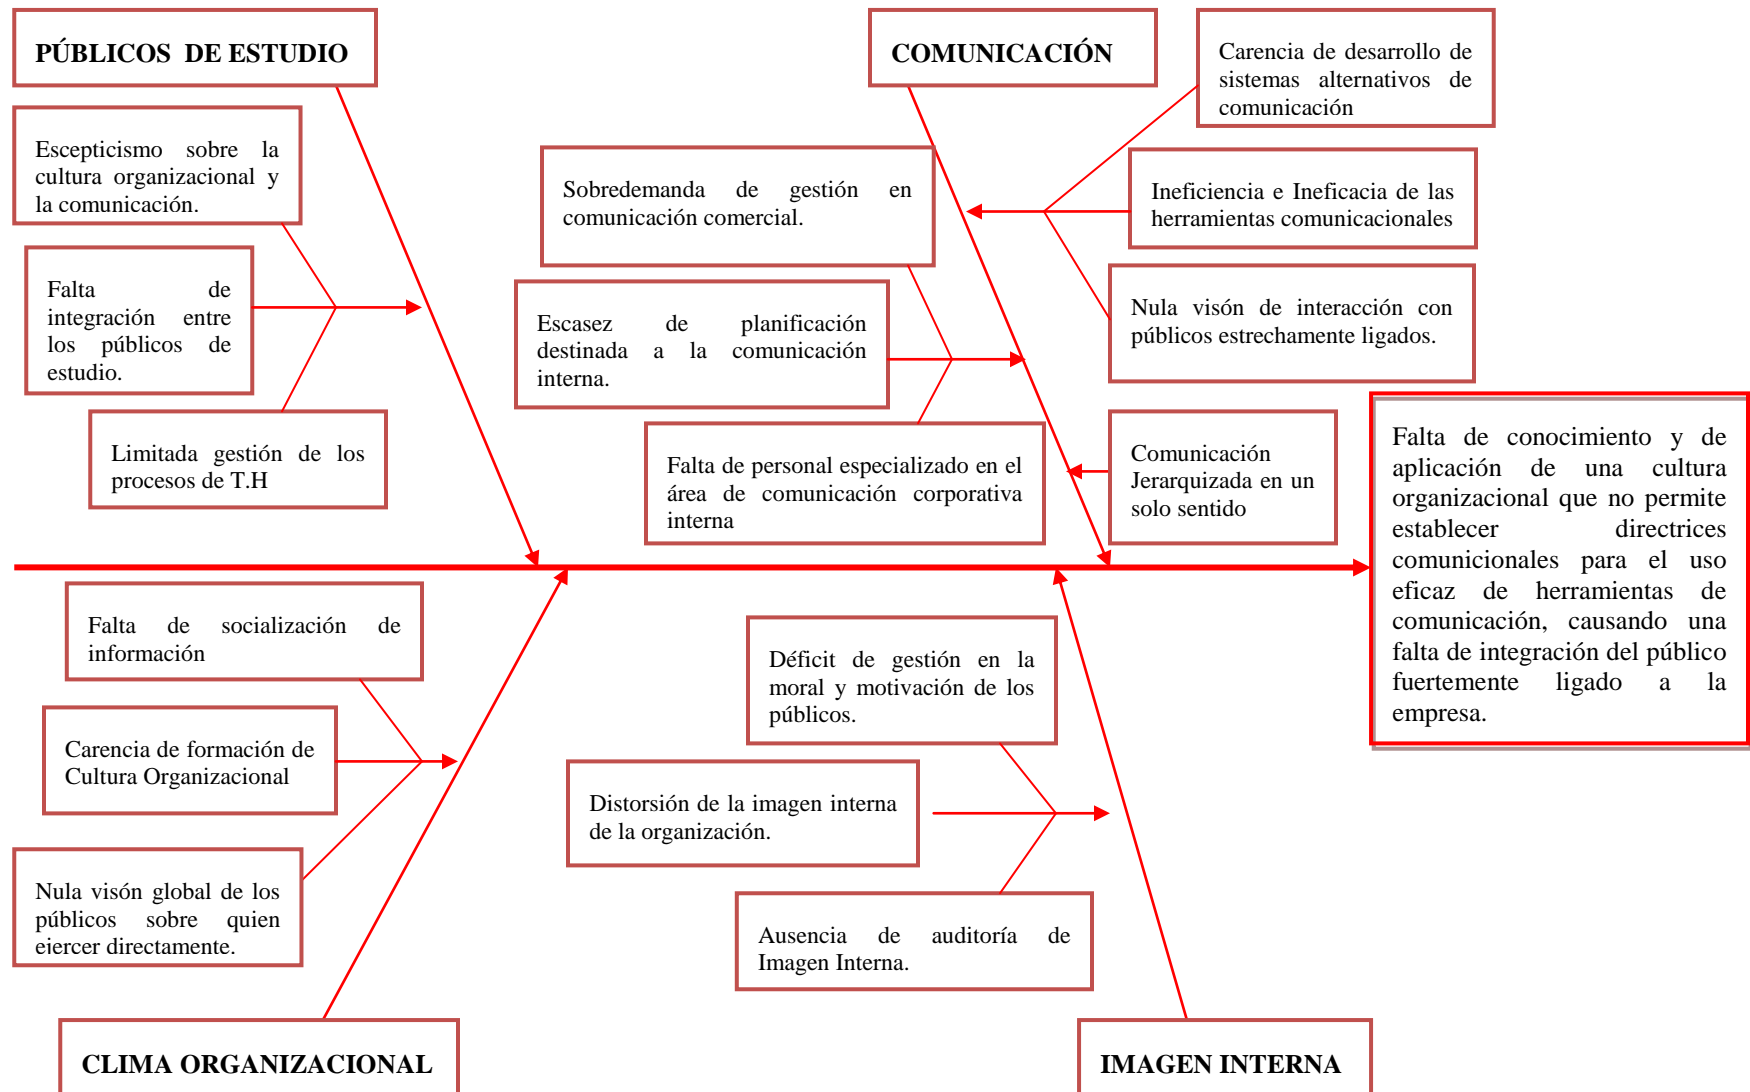 PÚBLICOS DE ESTUDIO
Escepticismo sobre la
cultura organizacional y
la comunicación.
Falta de
integración entre
los públicos de
estudio.
Limitada gestión de los
procesos de T.H
COMUNICACIÓN
Sobredemanda de gestión en
comunicación comercial.
Escasez de planificación
destinada a la comunicación
interna.
Falta de personal especializado en el
área de comunicación corporativa
interna
Carencia de desarrollo de
sistemas alternativos de
comunicación
Ineficiencia e Ineficacia de las
herramientas comunicacionales
Nula visón de interacción con
públicos estrechamente ligados.
Comunicación
Jerarquizada en un
solo sentido
Falta de conocimiento y de
aplicación de una cultura
organizacional que no permite
establecer directrices
comunicionales para el uso
eficaz de herramientas de
comunicación, causando una
falta de integración del público
fuertemente ligado a la
empresa.
Falta de socialización de
información
Carencia de formación de
Cultura Organizacional
Nula visón global de los
públicos sobre quien
ejercer directamente.
CLIMA ORGANIZACIONAL
Déficit de gestión en la
moral y motivación de los
públicos.
Distorsión de la imagen interna
de la organización.
Ausencia de auditoría de
Imagen Interna.
IMAGEN INTERNA